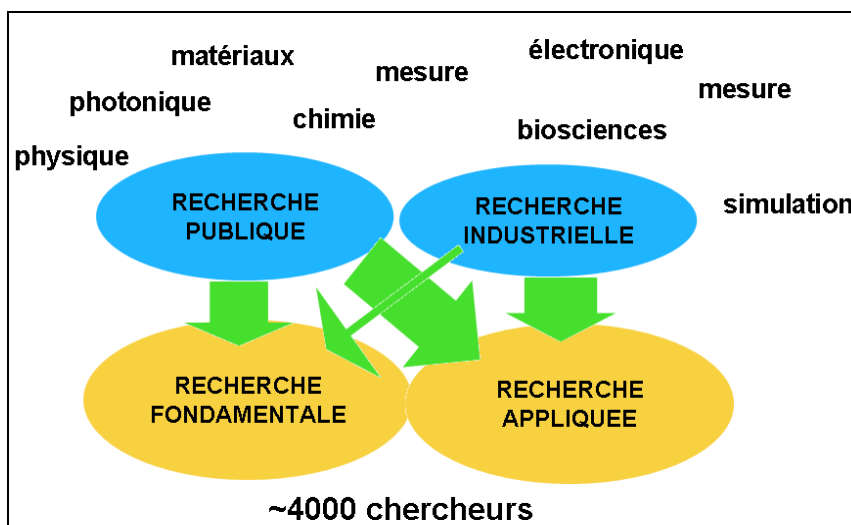 matériaux
mesure
électronique
mesure
photonique
chimie
biosciences
physique
simulation
RECHERCHE
PUBLIQUE
RECHERCHE
INDUSTRIELLE
RECHERCHE
FONDAMENTALE
RECHERCHE
APPLIQUEE
~4000 chercheurs